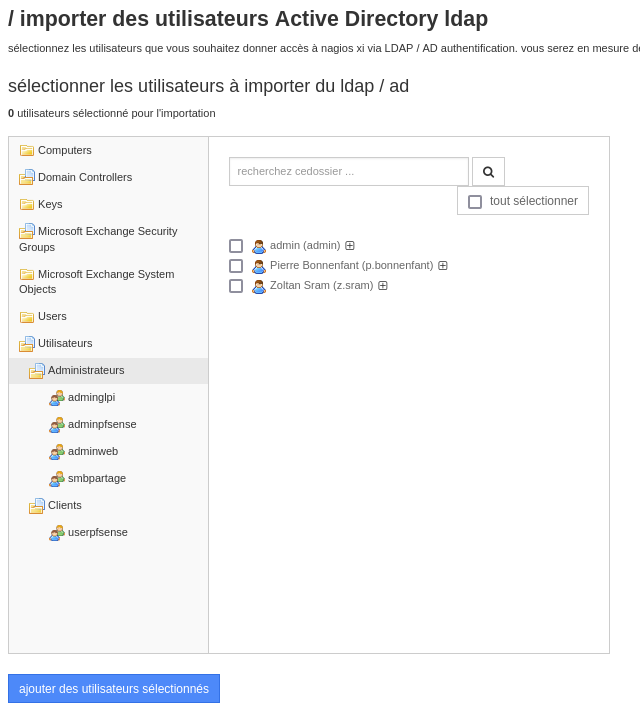 / importer des utilisateurs Active Directory ldap
sélectionnez les utilisateurs que vous souhaitez donner accès à nagios xi via LDAP / AD authentification. vous serez en mesure de
sélectionner les utilisateurs à importer du ldap / ad
0 utilisateurs sélectionné pour l'importation
Computers
Domain Controllers
Keys
Microsoft Exchange Security
Groups
Microsoft Exchange System
Objects
Users
Utilisateurs
Administrateurs
adminglpi
adminpfsense
adminweb
smbpartage
Clients
userpfsense
recherchez cedossier ...
tout sélectionner
admin (admin)
Pierre Bonnenfant (p.bonnenfant)
Zoltan Sram (z.sram)
ajouter des utilisateurs sélectionnés